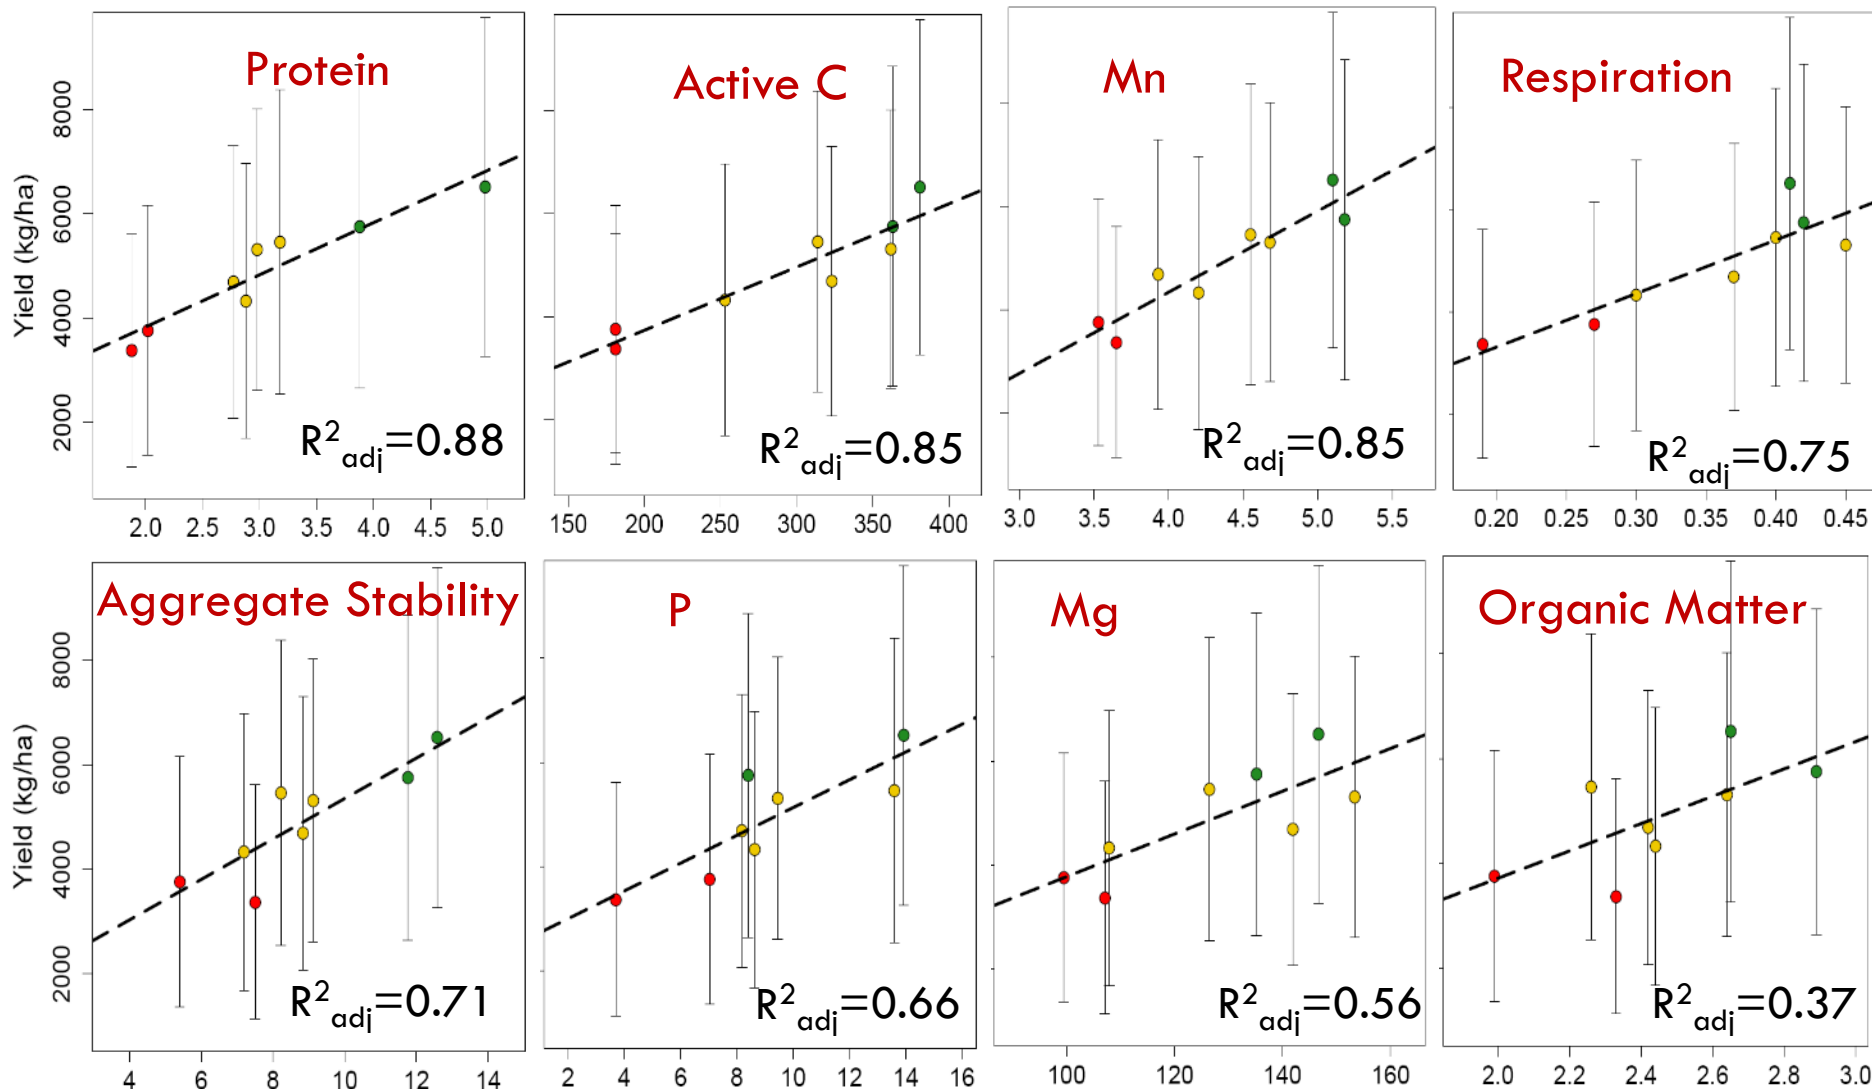 Protein
Active C
Mn
Respiration
Yield (kg/ha)
8000
6000
4000
2000
R²adj=0.88
R²adj=0.85
R²adj=0.85
R²adj=0.75
2.0 2.5 3.0 3.5 4.0 4.5 5.0
150 200 250 300 350 400
3.0 3.5 4.0 4.5 5.0 5.5
0.20 0.25 0.30 0.35 0.40 0.45
Aggregate Stability
P
Mg
Organic Matter
Yield (kg/ha)
8000
6000
4000
2000
R²adj=0.71
R²adj=0.66
R²adj=0.56
R²adj=0.37
4 6 8 10 12 14
2 4 6 8 10 12 14 16
100 120 140 160
2.0 2.2 2.4 2.6 2.8 3.0